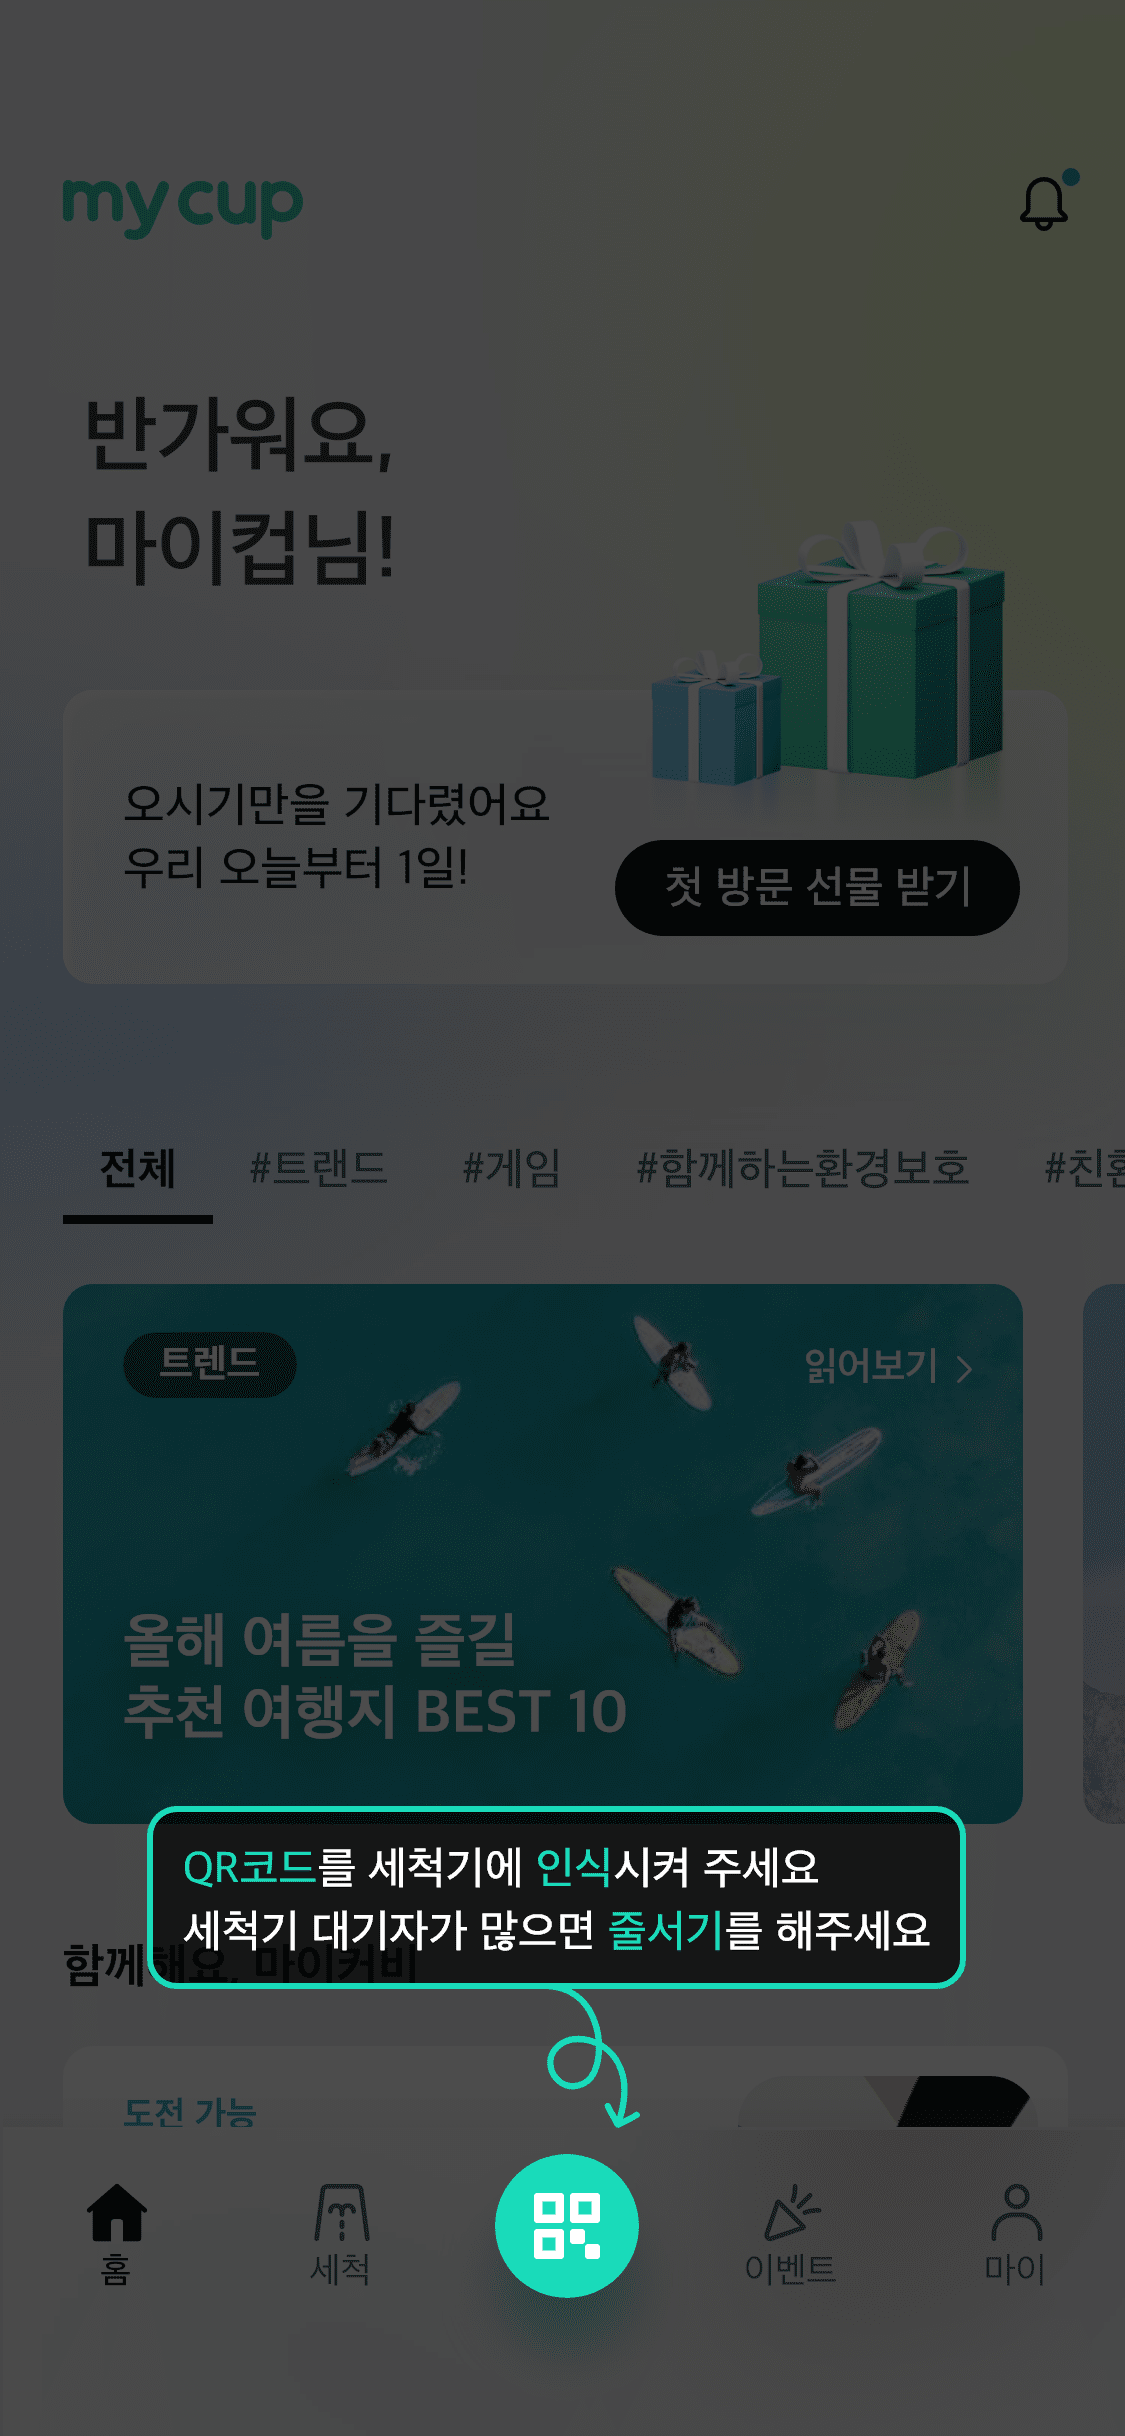 my cup
반가워요,
마이컵님!
오시기만을 기다렸어요
우리 오늘부터 1일!
첫 방문 선물 받기
전체 #트랜드 #게임 #함께하는환경보호 #친환
트렌드
읽어보기
올해 여름을 즐길
추천 여행지 BEST 10
QR코드를 세척기에 인식시켜 주세요
세척기 대기자가 많으면 줄서기를 해주세요
함께해요, 마이커비
도전 가능
홈 세척 이벤트 마이